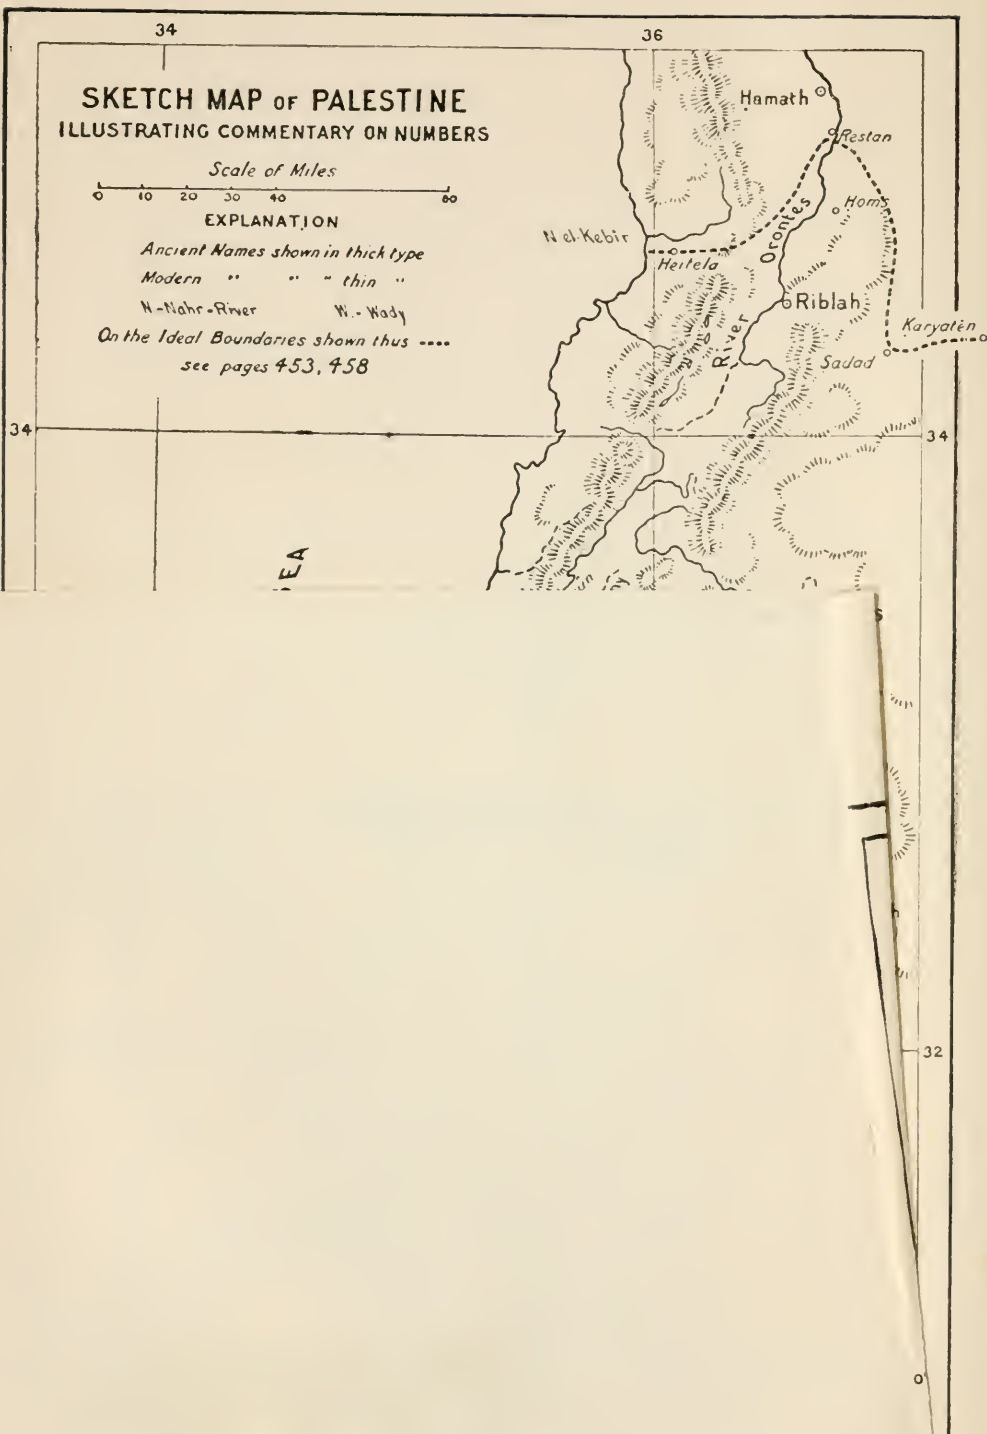 34
36
SKETCH MAP OF PALESTINE
ILLUSTRATING COMMENTARY ON NUMBERS
Scale of Miles
0 10 20 30 40 80
EXPLANATION
Ancient Names shown in thick type
Modern " " " thin "
N-Nahr-River W.-Wady
On the Ideal Boundaries shown thus ----
see pages 453, 458
Ḥamath
Restan
Homs
N el-Kebir
Heitela
Orontes
River
Riblah
Karyatên
Sadad
34
34
32